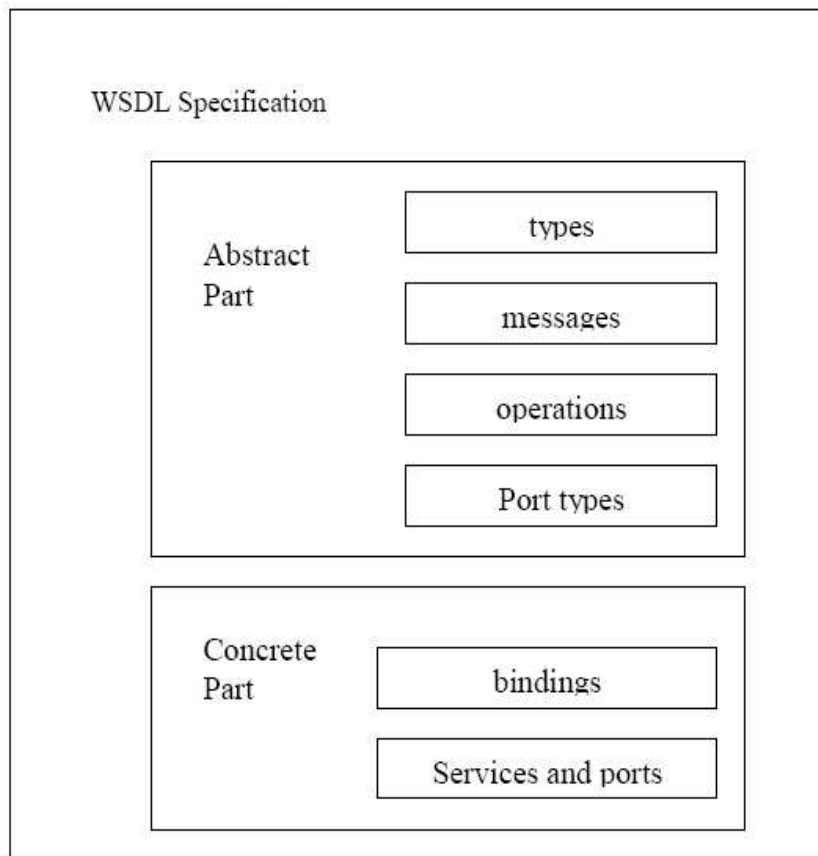 WSDL Specification
Abstract
Part
types
messages
operations
Port types
Concrete
Part
bindings
Services and ports